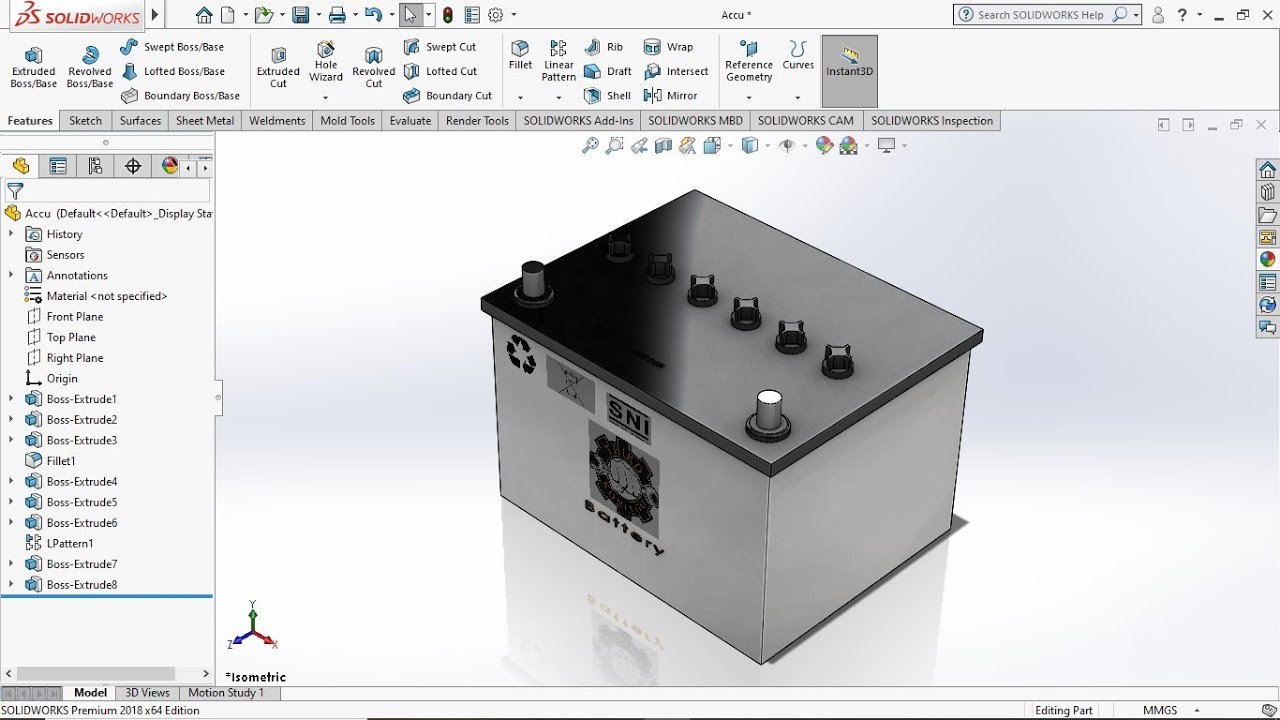 SOLIDWORKS
Accu *
Search SOLIDWORKS Help
?
Extruded Boss/Base
Revolved Boss/Base
Swept Boss/Base
Lofted Boss/Base
Boundary Boss/Base
Extruded Cut
Hole Wizard
Revolved Cut
Swept Cut
Lofted Cut
Boundary Cut
Fillet
Linear Pattern
Rib
Draft
Shell
Wrap
Intersect
Mirror
Reference Geometry
Curves
Instant3D
Features Sketch Surfaces Sheet Metal Weldments Mold Tools Evaluate Render Tools SOLIDWORKS Add-Ins SOLIDWORKS MBD SOLIDWORKS CAM SOLIDWORKS Inspection
Accu (Default<<Default>_Display Sta
History
Sensors
Annotations
Material <not specified>
Front Plane
Top Plane
Right Plane
Origin
Boss-Extrude1
Boss-Extrude2
Boss-Extrude3
Fillet1
Boss-Extrude4
Boss-Extrude5
Boss-Extrude6
LPattern1
Boss-Extrude7
Boss-Extrude8
SNI
THIRD
Battery
Y
Z
X
*Isometric
Model 3D Views Motion Study 1
SOLIDWORKS Premium 2018 x64 Edition
Editing Part
MMGS